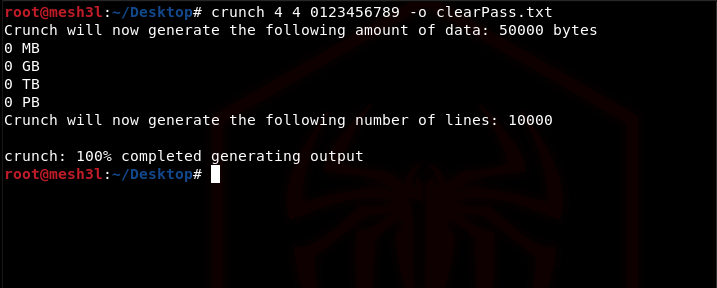 root@mesh3l:~/Desktop# crunch 4 4 0123456789 -o clearPass.txt
Crunch will now generate the following amount of data: 50000 bytes
0 MB
0 GB
0 TB
0 PB
Crunch will now generate the following number of lines: 10000
crunch: 100% completed generating output
root@mesh3l:~/Desktop#